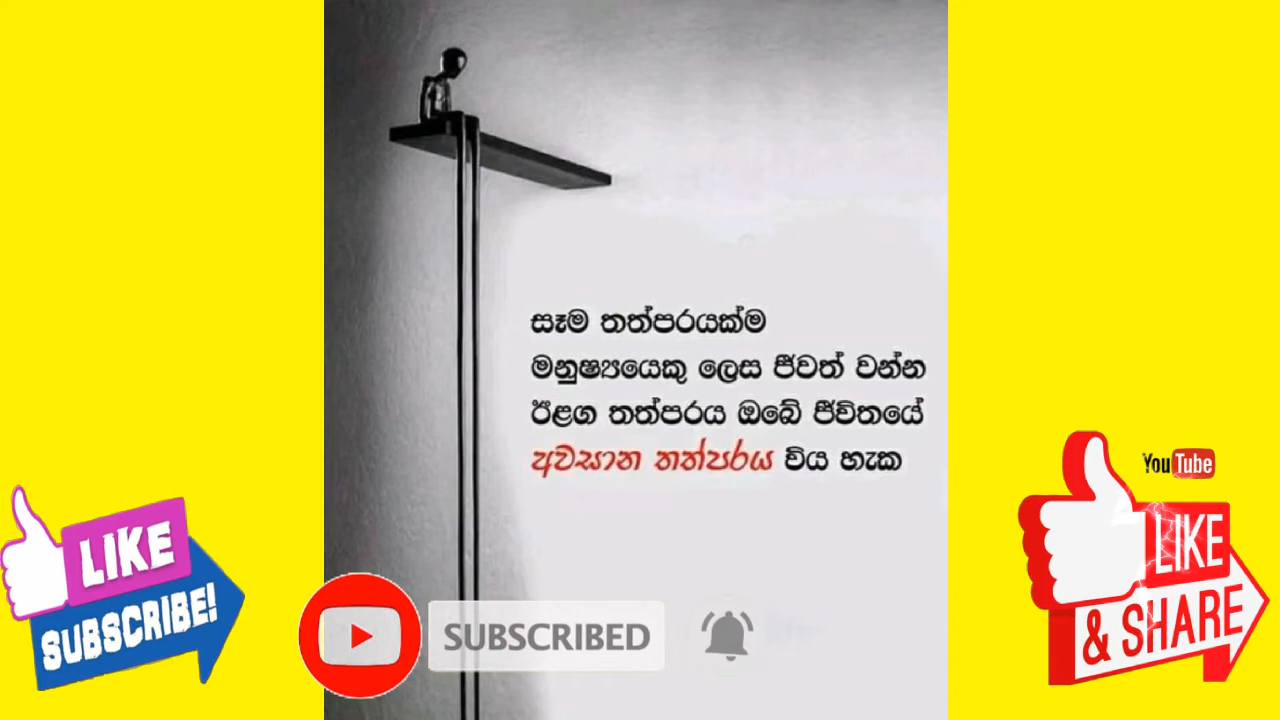 සෑම තත්පරයක්ම
මනුෂ්‍යයෙකු ලෙස ජීවත් වන්න
ඊළග තත්පරය ඔබේ ජීවිතයේ
අවසාන තත්පරය විය හැක
LIKE
SUBSCRIBE!
SUBSCRIBED
YouTube
LIKE
& SHARE